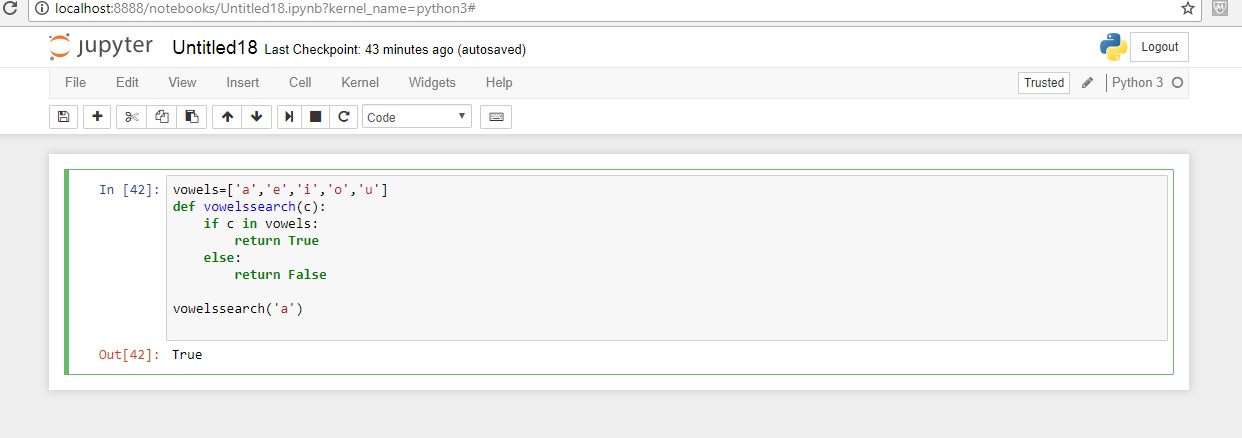 localhost:8888/notebooks/Untitled18.ipynb?kernel_name=python3#
jupyter Untitled18 Last Checkpoint: 43 minutes ago (autosaved) Logout
File Edit View Insert Cell Kernel Widgets Help Trusted Python 3
Code
In [42]: vowels=['a','e','i','o','u']
def vowelssearch(c):
    if c in vowels:
        return True
    else:
        return False
vowelssearch('a')
Out[42]: True